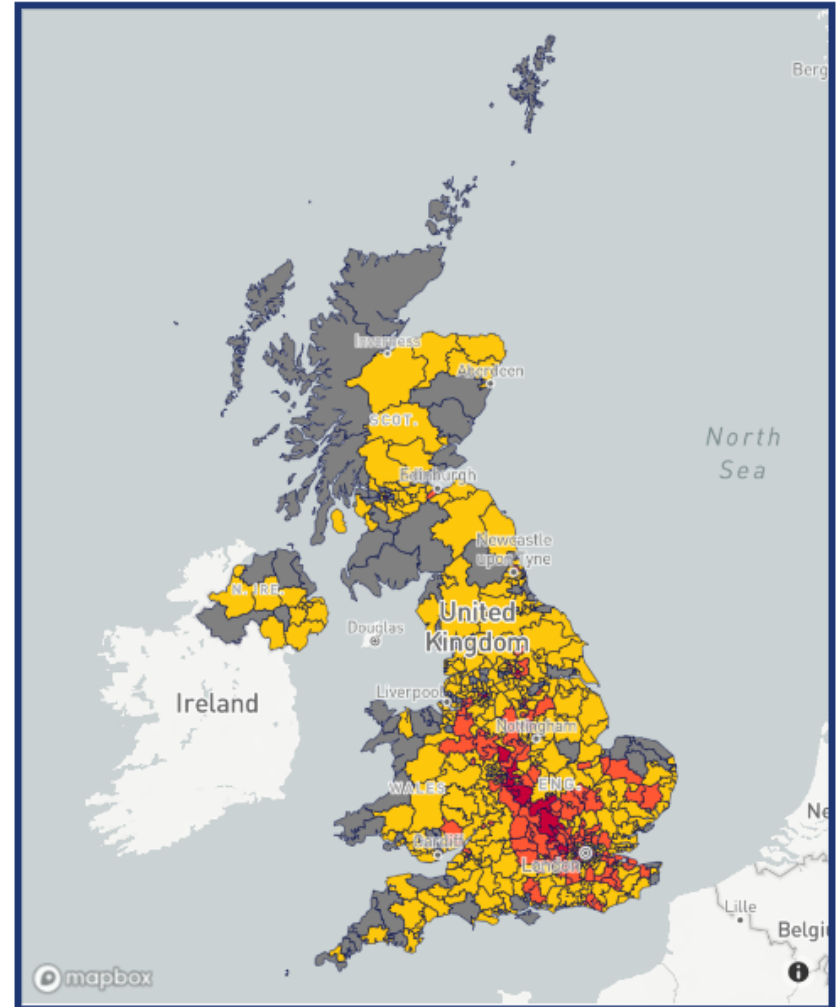 Berg
Inverness
Aberdeen
SCOT.
North
Sea
Edinburgh
Newcastle
upon Tyne
N. IRE.
United
Kingdom
Douglas
Ireland
Liverpool
Nottingham
WALES
ENG.
Ne
Cardiff
London
Lille
Belgi
mapbox
i